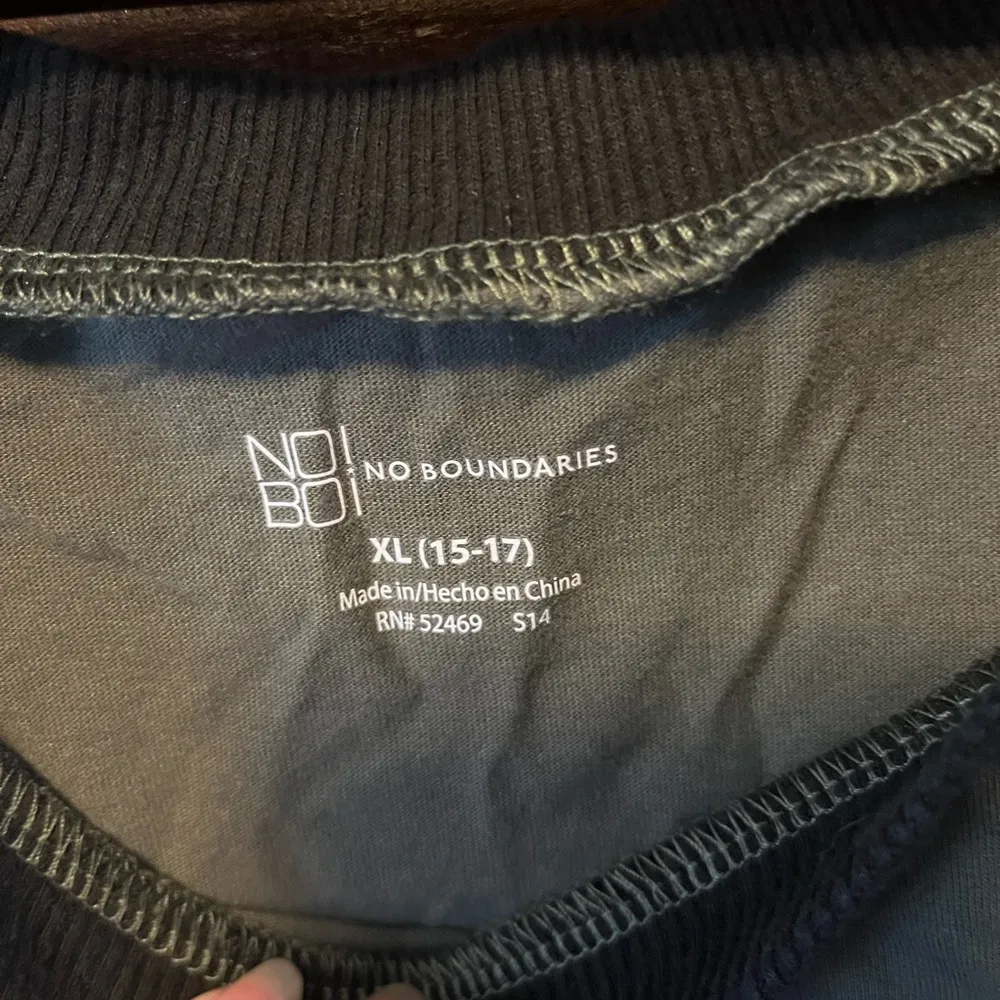 NO!
BO!
NO BOUNDARIES
XL (15-17)
Made in/Hecho en China
RN# 52469 S14